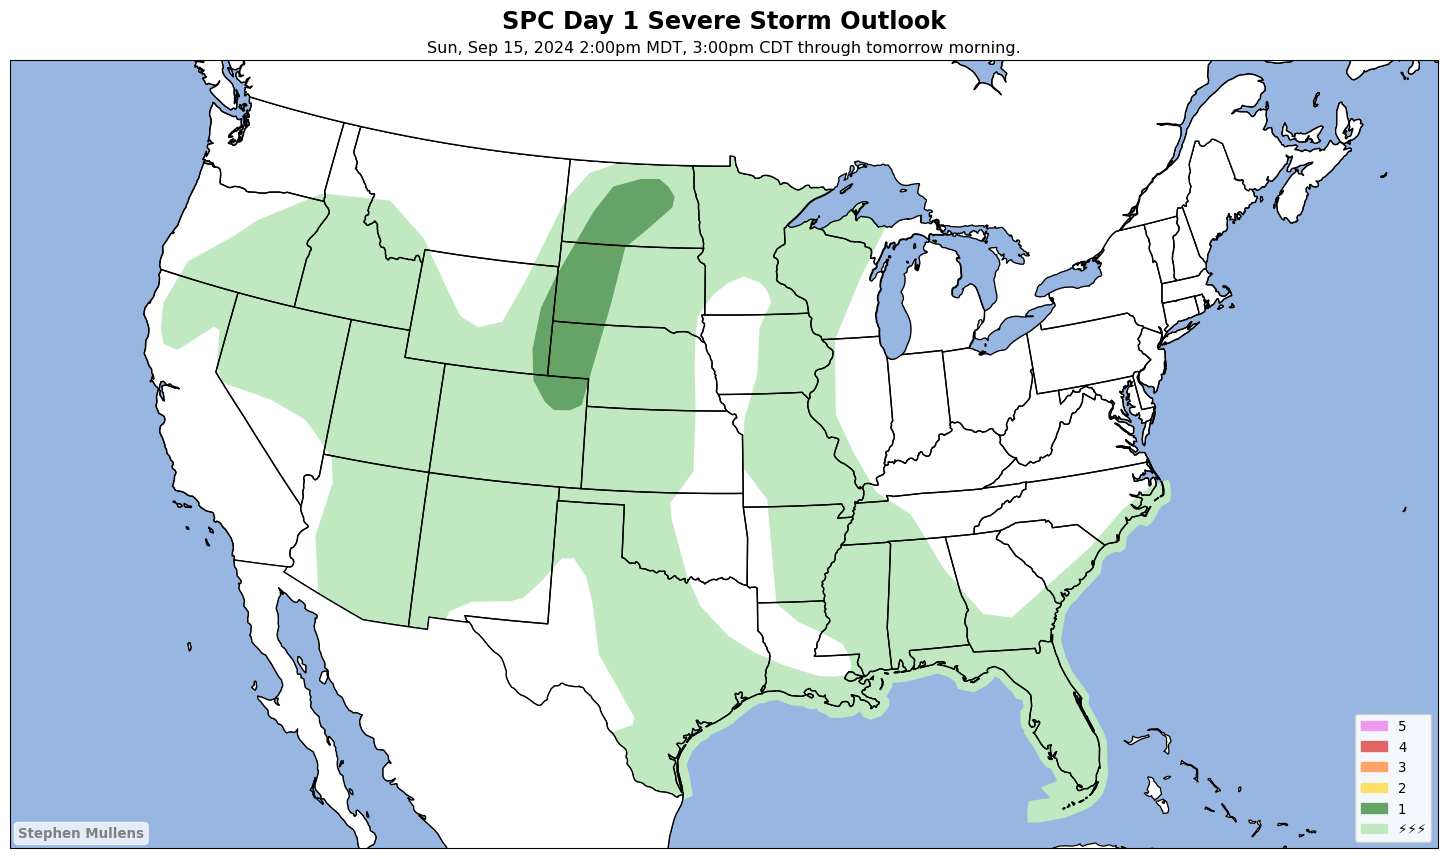 SPC Day 1 Severe Storm Outlook
Sun, Sep 15, 2024 2:00pm MDT, 3:00pm CDT through tomorrow morning.
5
4
3
2
1
⚡⚡⚡
Stephen Mullens